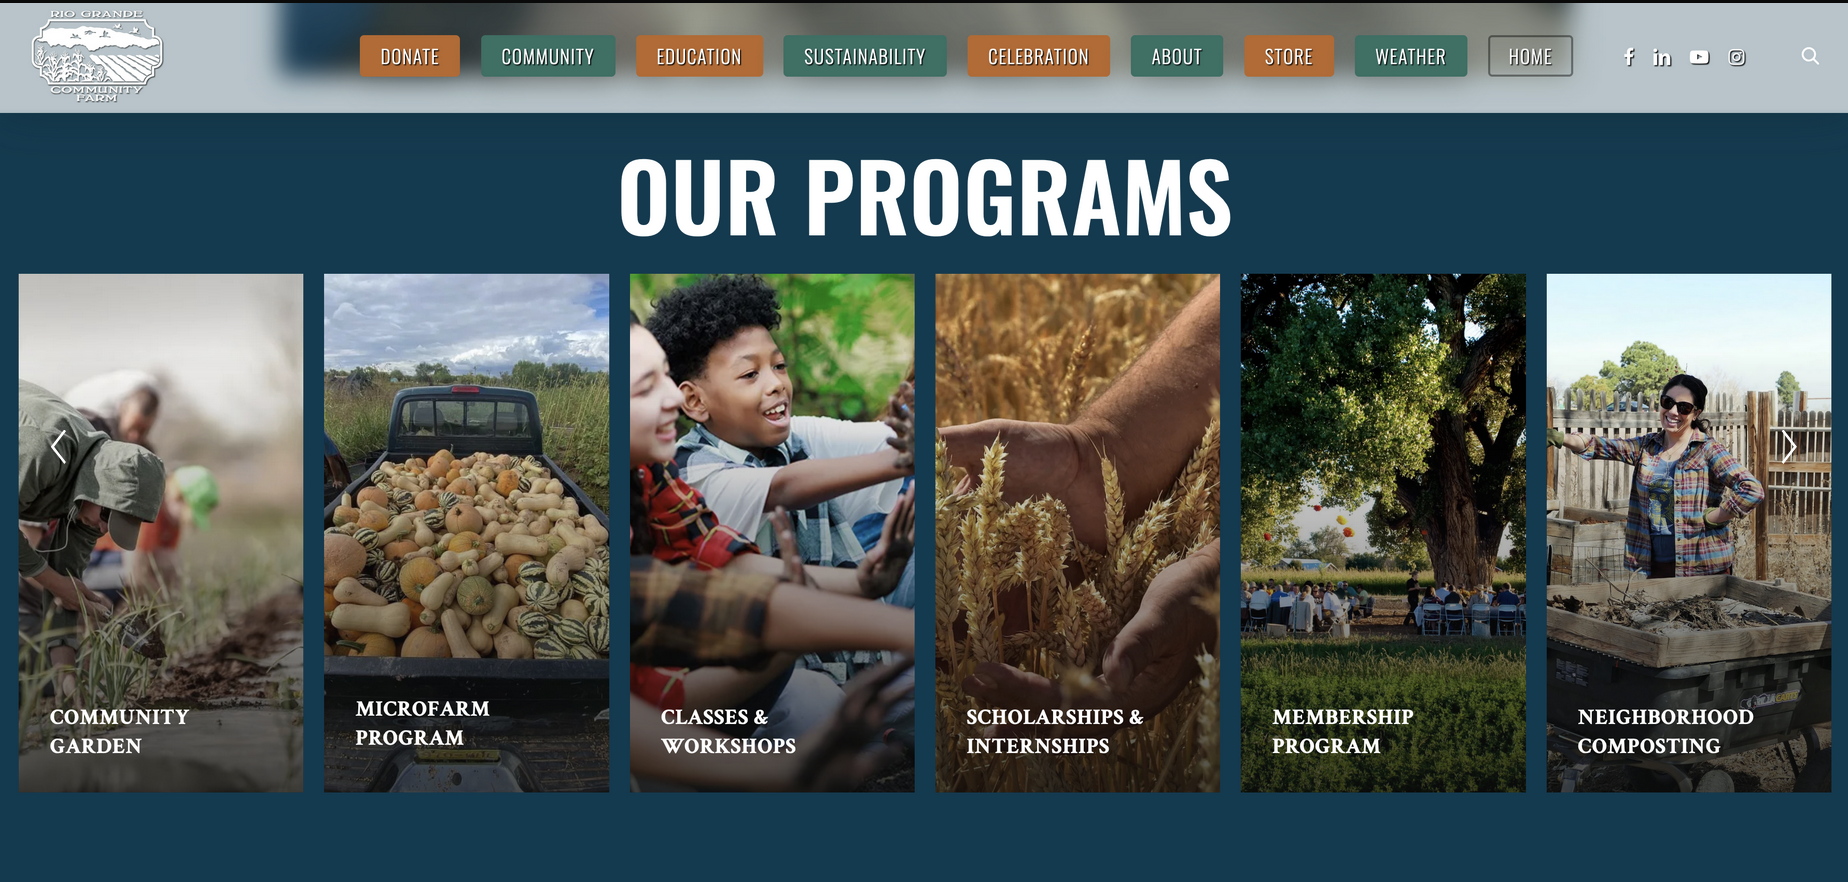 RIO GRANDE
COMMUNITY
FARM
DONATE
COMMUNITY
EDUCATION
SUSTAINABILITY
CELEBRATION
ABOUT
STORE
WEATHER
HOME
OUR PROGRAMS
COMMUNITY
GARDEN
MICROFARM
PROGRAM
CLASSES &
WORKSHOPS
SCHOLARSHIPS &
INTERNSHIPS
MEMBERSHIP
PROGRAM
NEIGHBORHOOD
COMPOSTING